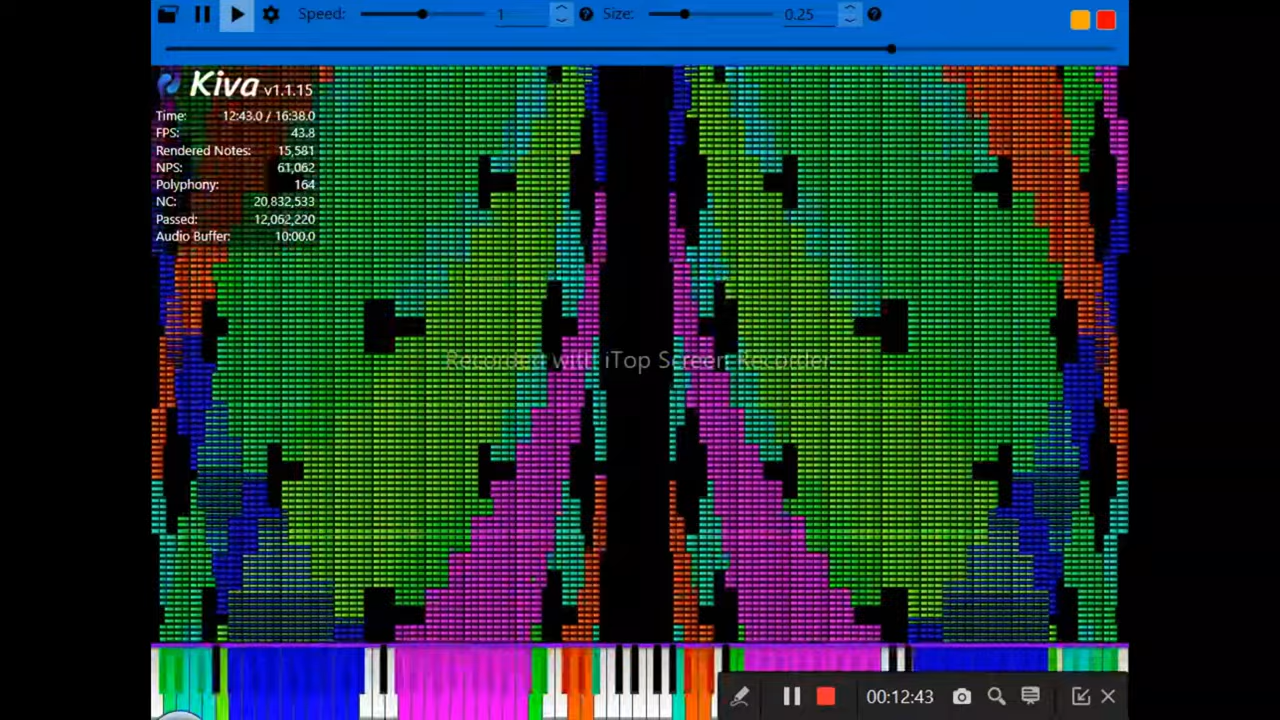 Speed: 1 Size: 0.25
Kiva v1.1.15
Time: 12:43.0 / 16:38.0
FPS: 43.8
Rendered Notes: 15,581
NPS: 61,062
Polyphony: 164
NC: 20,832,533
Passed: 12,062,220
Audio Buffer: 10:00.0
Recorded with iTop Screen Recorder
00:12:43